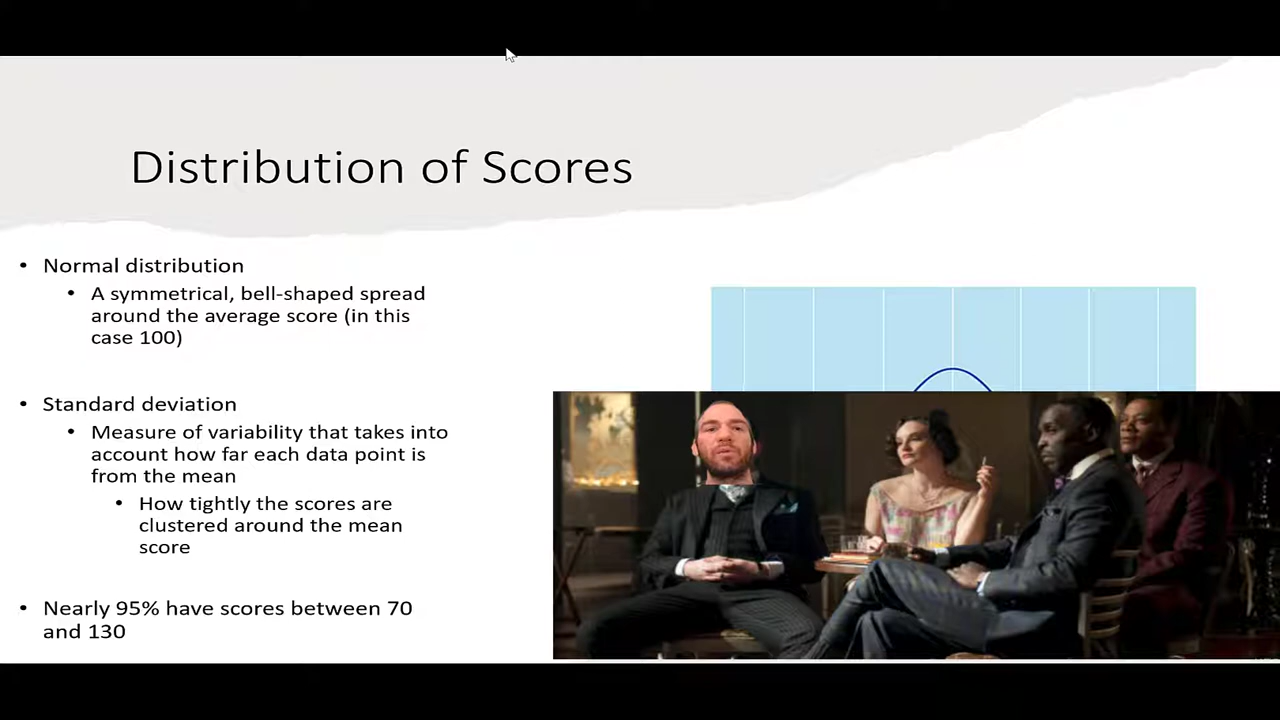 Distribution of Scores
• Normal distribution
• A symmetrical, bell-shaped spread
around the average score (in this
case 100)
• Standard deviation
• Measure of variability that takes into
account how far each data point is
from the mean
• How tightly the scores are
clustered around the mean
score
• Nearly 95% have scores between 70
and 130